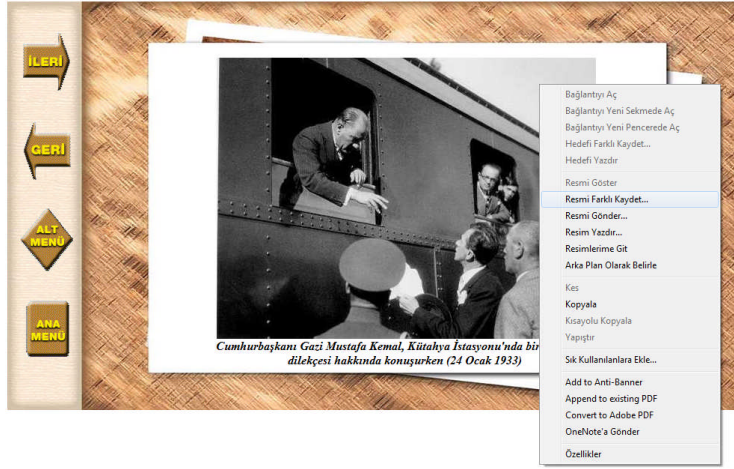 İLERİ
GERİ
ALT
MENÜ
ANA
MENÜ
Cumhurbaşkanı Gazi Mustafa Kemal, Kütahya İstasyonu'nda bir
dilekçesi hakkında konuşurken (24 Ocak 1933)
Bağlantıyı Aç
Bağlantıyı Yeni Sekmede Aç
Bağlantıyı Yeni Pencerede Aç
Hedefi Farklı Kaydet...
Hedefi Yazdır
Resmi Göster
Resmi Farklı Kaydet...
Resmi Gönder...
Resim Yazdır...
Resimlerime Git
Arka Plan Olarak Belirle
Kes
Kopyala
Kısayolu Kopyala
Yapıştır
Sık Kullanılanlara Ekle...
Add to Anti-Banner
Append to existing PDF
Convert to Adobe PDF
OneNote'a Gönder
Özellikler